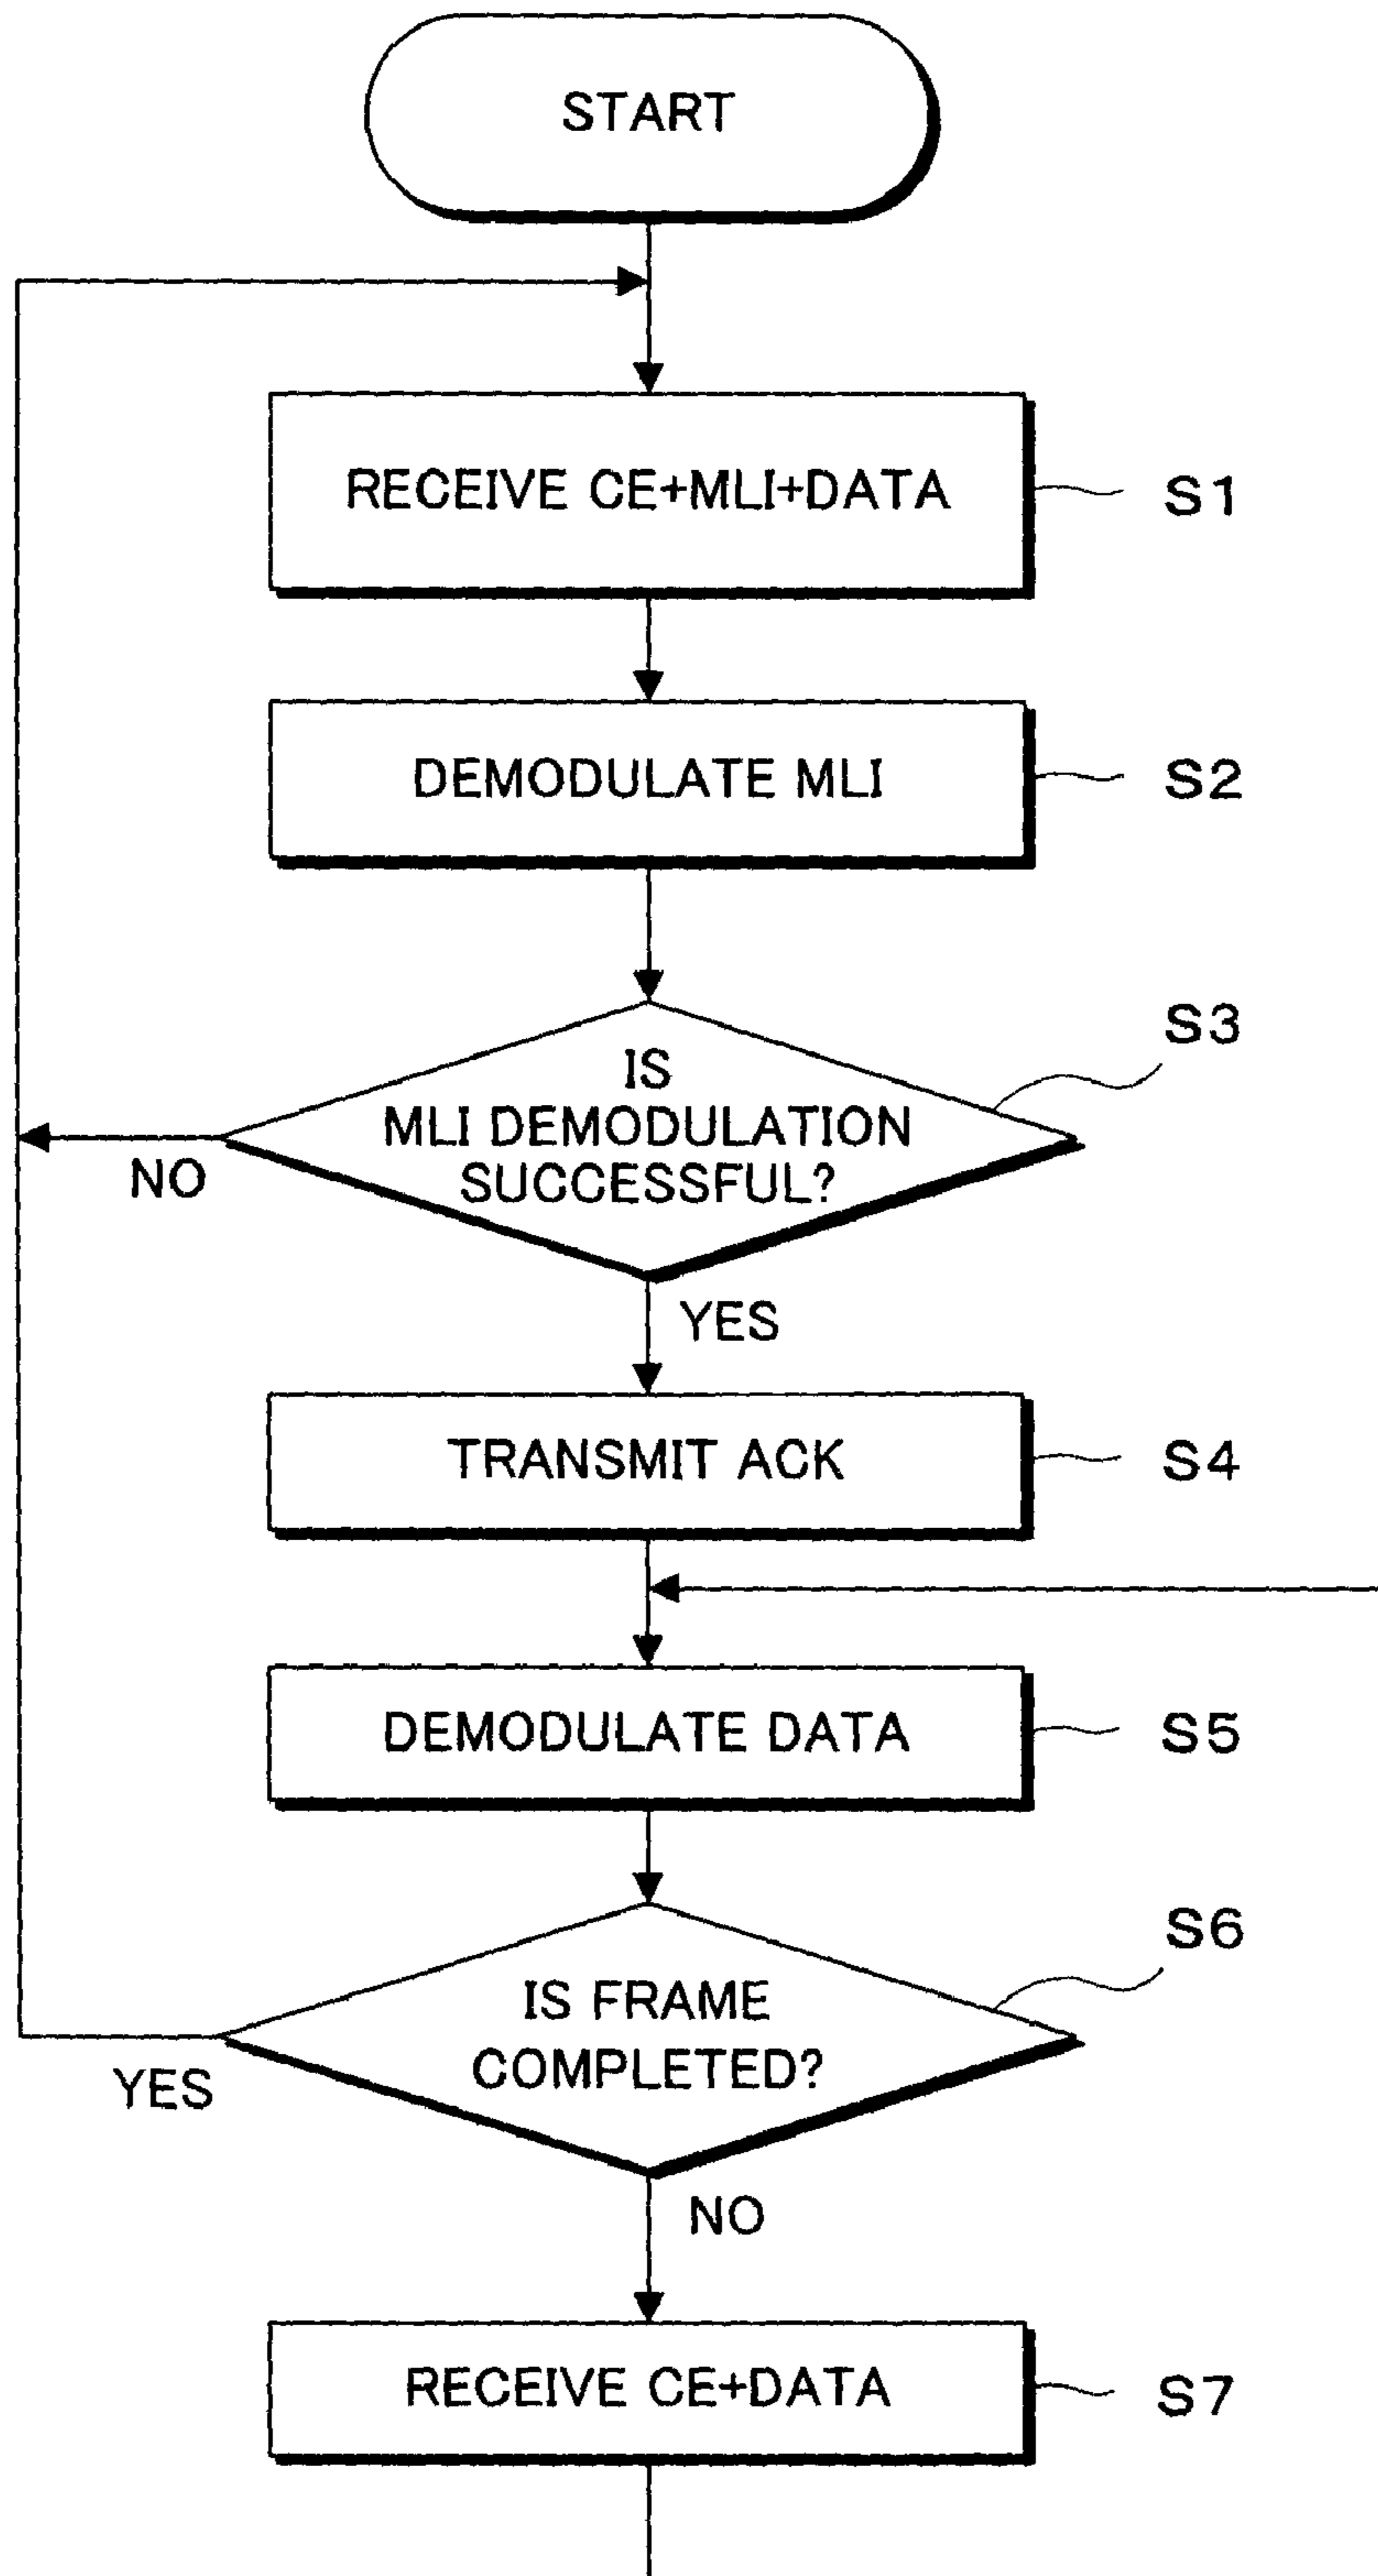 START
RECEIVE CE+MLI+DATA
S1
DEMODULATE MLI
S2
IS
MLI DEMODULATION
SUCCESSFUL?
S3
NO
YES
TRANSMIT ACK
S4
DEMODULATE DATA
S5
IS FRAME
COMPLETED?
S6
YES
NO
RECEIVE CE+DATA
S7